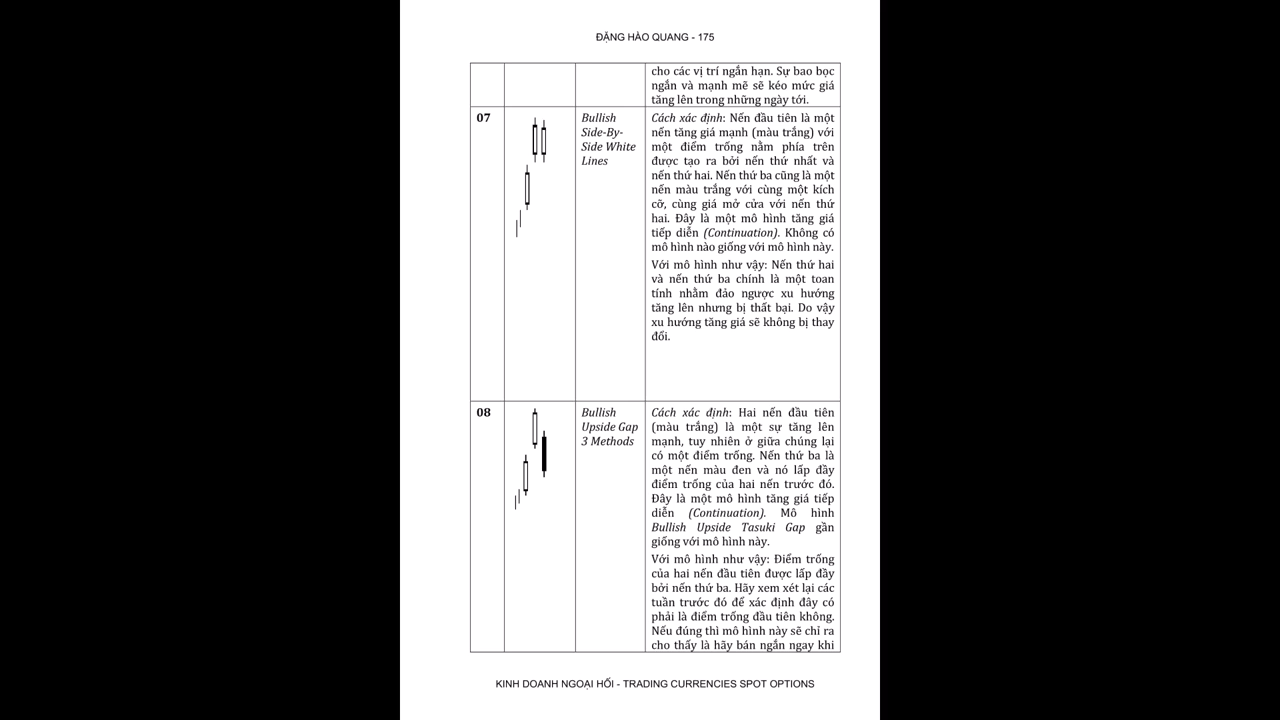 ĐẶNG HÀO QUANG - 175
cho các vị trí ngắn hạn. Sự bao bọc
ngắn và mạnh mẽ sẽ kéo mức giá
tăng lên trong những ngày tới.
07
Bullish
Side-By-
Side White
Lines
Cách xác định: Nến đầu tiên là một
nến tăng giá mạnh (màu trắng) với
một điểm trống nằm phía trên
được tạo ra bởi nến thứ nhất và
nến thứ hai. Nến thứ ba cũng là một
nến màu trắng với cùng một kích
cỡ, cùng giá mở cửa với nến thứ
hai. Đây là một mô hình tăng giá
tiếp diễn (Continuation). Không có
mô hình nào giống với mô hình này.
Với mô hình như vậy: Nến thứ hai
và nến thứ ba chính là một toan
tính nhằm đảo ngược xu hướng
tăng lên nhưng bị thất bại. Do vậy
xu hướng tăng giá sẽ không bị thay
đổi.
08
Bullish
Upside Gap
3 Methods
Cách xác định: Hai nến đầu tiên
(màu trắng) là một sự tăng lên
mạnh, tuy nhiên ở giữa chúng lại
có một điểm trống. Nến thứ ba là
một nến màu đen và nó lấp đầy
điểm trống của hai nến trước đó.
Đây là một mô hình tăng giá tiếp
diễn (Continuation). Mô hình
Bullish Upside Tasuki Gap gần
giống với mô hình này.
Với mô hình như vậy: Điểm trống
của hai nến đầu tiên được lấp đầy
bởi nến thứ ba. Hãy xem xét lại các
tuần trước đó để xác định đây có
phải là điểm trống đầu tiên không.
Nếu đúng thì mô hình này sẽ chỉ ra
cho thấy là hãy bán ngắn ngay khi
KINH DOANH NGOẠI HỐI - TRADING CURRENCIES SPOT OPTIONS